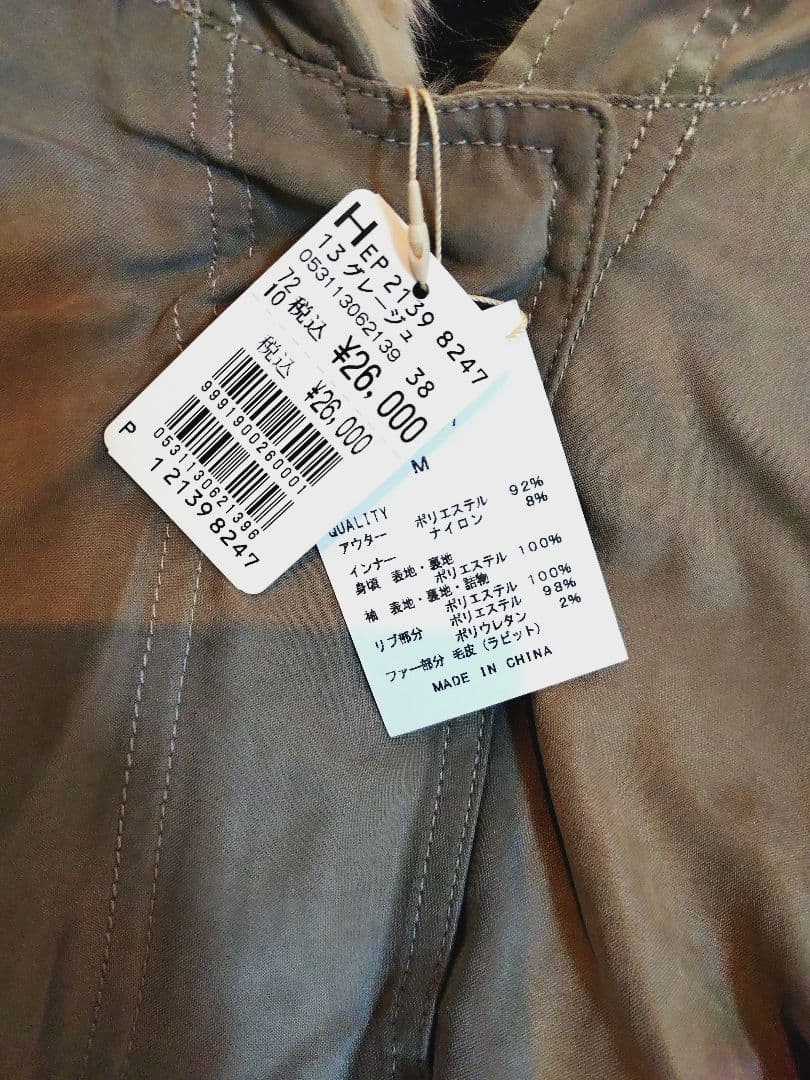 H EP2139 8247
13 グレージュ
053113062139 38
72
10 税込 ¥26,000
税込 ¥26,000
9991900260001
0531130621396
P 121398247
M
QUALITY
アウター ポリエステル 92%
ナイロン 8%
インナー
身頃 表地・裏地
ポリエステル 100%
袖 表地・裏地・詰物
ポリエステル 100%
リブ部分 ポリエステル 98%
ポリウレタン 2%
ファー部分 毛皮(ラビット)
MADE IN CHINA